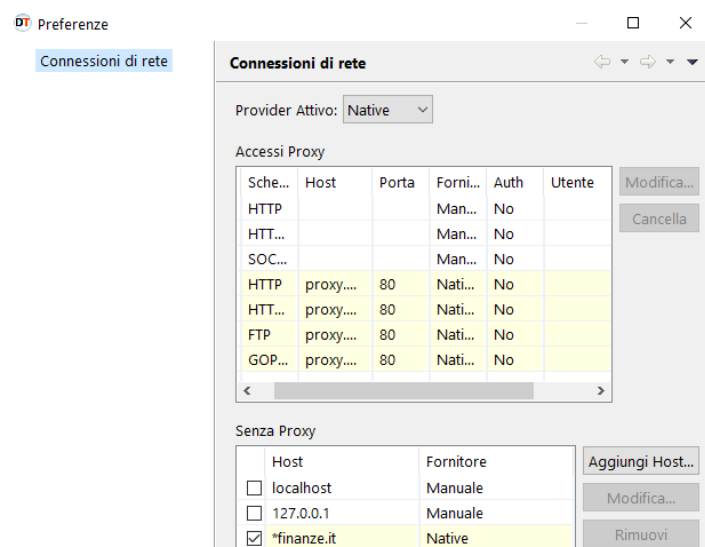 DT Preferenze
Connessioni di rete
Connessioni di rete
Provider Attivo: Native
Accessi Proxy
Sche... Host Porta Forni... Auth Utente
HTTP Man... No
HTT... Man... No
SOC... Man... No
HTTP proxy.... 80 Nati... No
HTT... proxy.... 80 Nati... No
FTP proxy.... 80 Nati... No
GOP... proxy.... 80 Nati... No
Modifica...
Cancella
Senza Proxy
Host Fornitore
localhost Manuale
127.0.0.1 Manuale
*finanze.it Native
Aggiungi Host...
Modifica...
Rimuovi